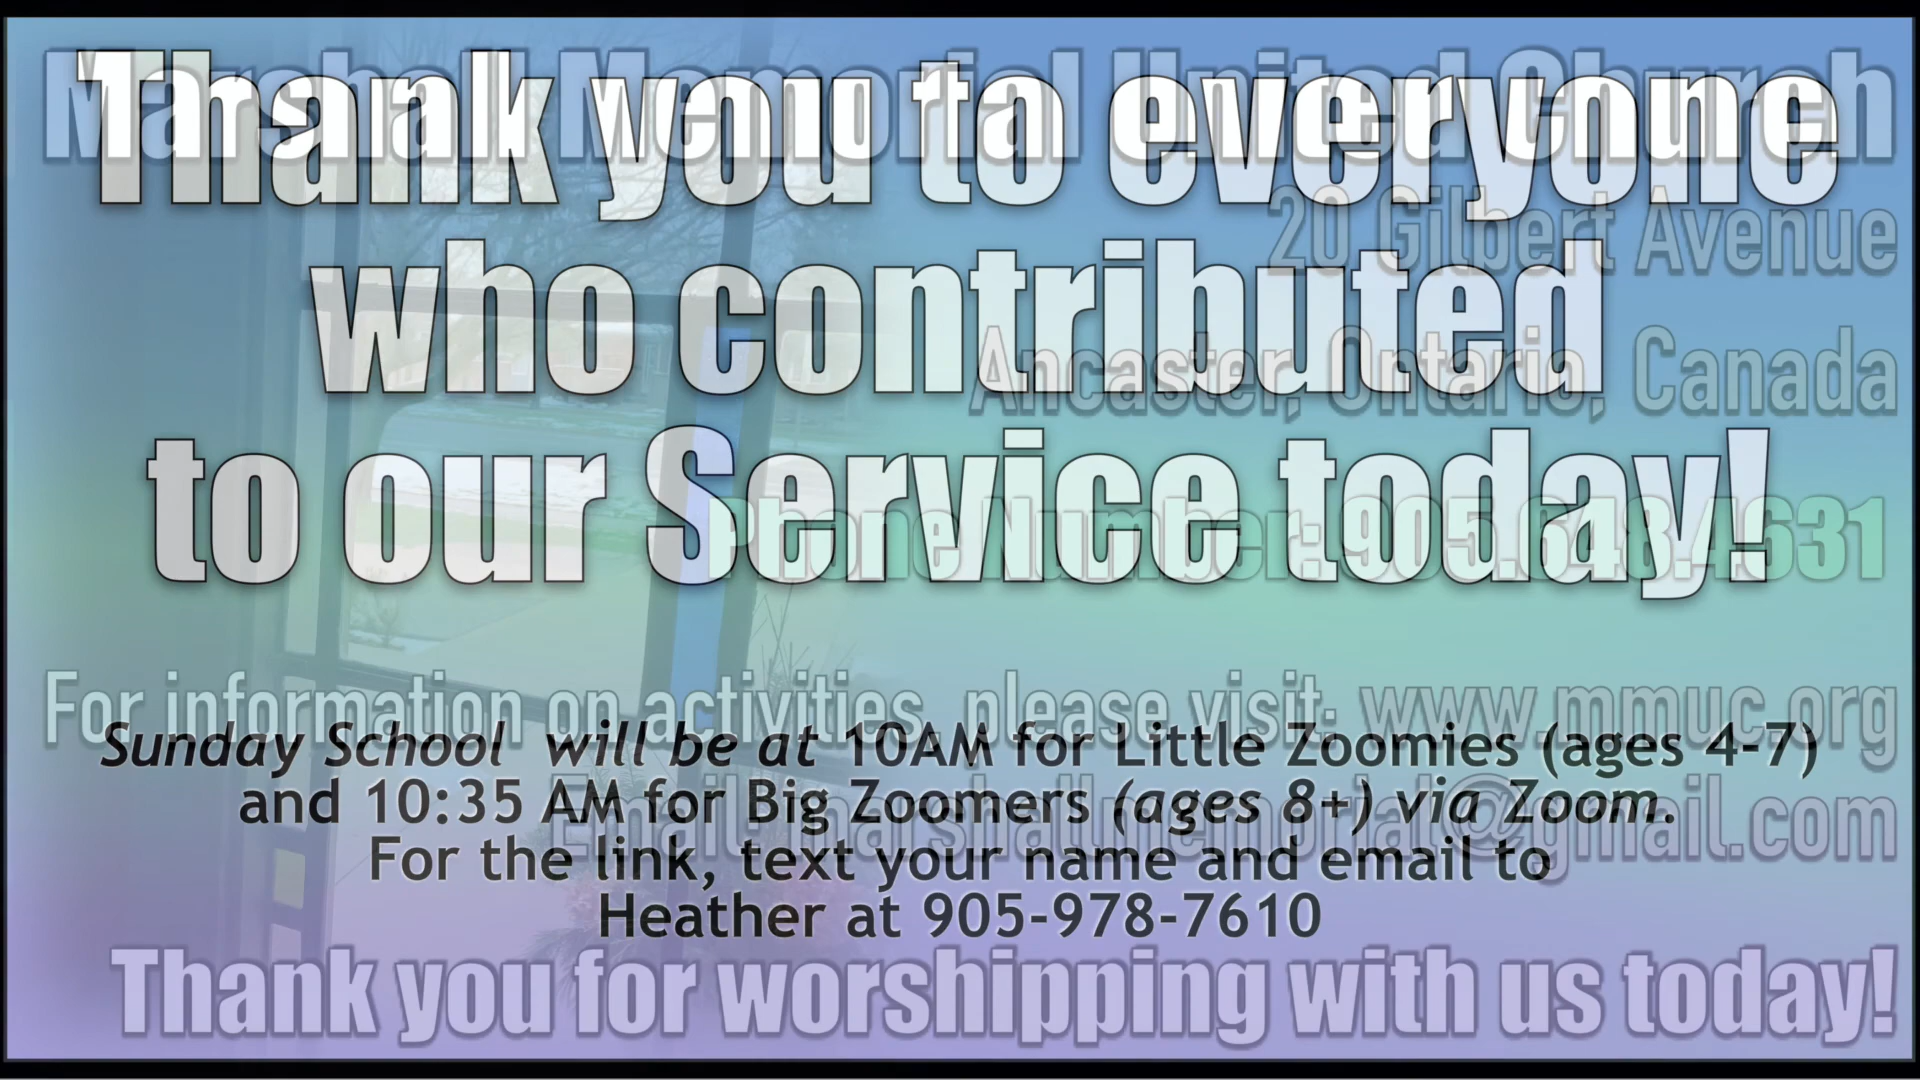 Thank you to everyone
who contributed
to our Service today!
Sunday School will be at 10AM for Little Zoomies (ages 4-7)
and 10:35 AM for Big Zoomers (ages 8+) via Zoom.
For the link, text your name and email to
Heather at 905-978-7610
Marshall Memorial United Church
20 Gilbert Avenue
Ancaster, Ontario, Canada
Phone Number: 905.648.4631
For information on activities, please visit: www.mmuc.org
Email: marshallmemorial@gmail.com
Thank you for worshipping with us today!